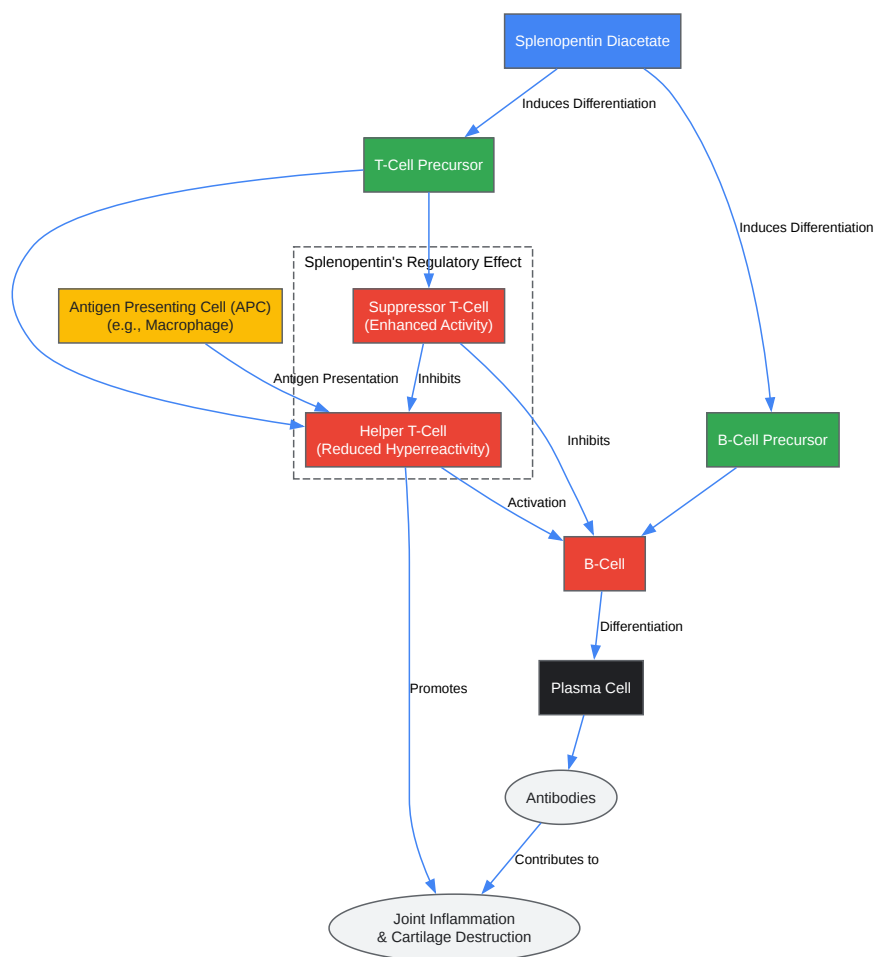 Splenopentin Diacetate
Induces Differentiation
T-Cell Precursor
Induces Differentiation
Splenopentin's Regulatory Effect
Antigen Presenting Cell (APC)
(e.g., Macrophage)
Suppressor T-Cell
(Enhanced Activity)
Antigen Presentation
Inhibits
Helper T-Cell
(Reduced Hyperreactivity)
Inhibits
B-Cell Precursor
Activation
B-Cell
Differentiation
Plasma Cell
Promotes
Antibodies
Contributes to
Joint Inflammation
& Cartilage Destruction